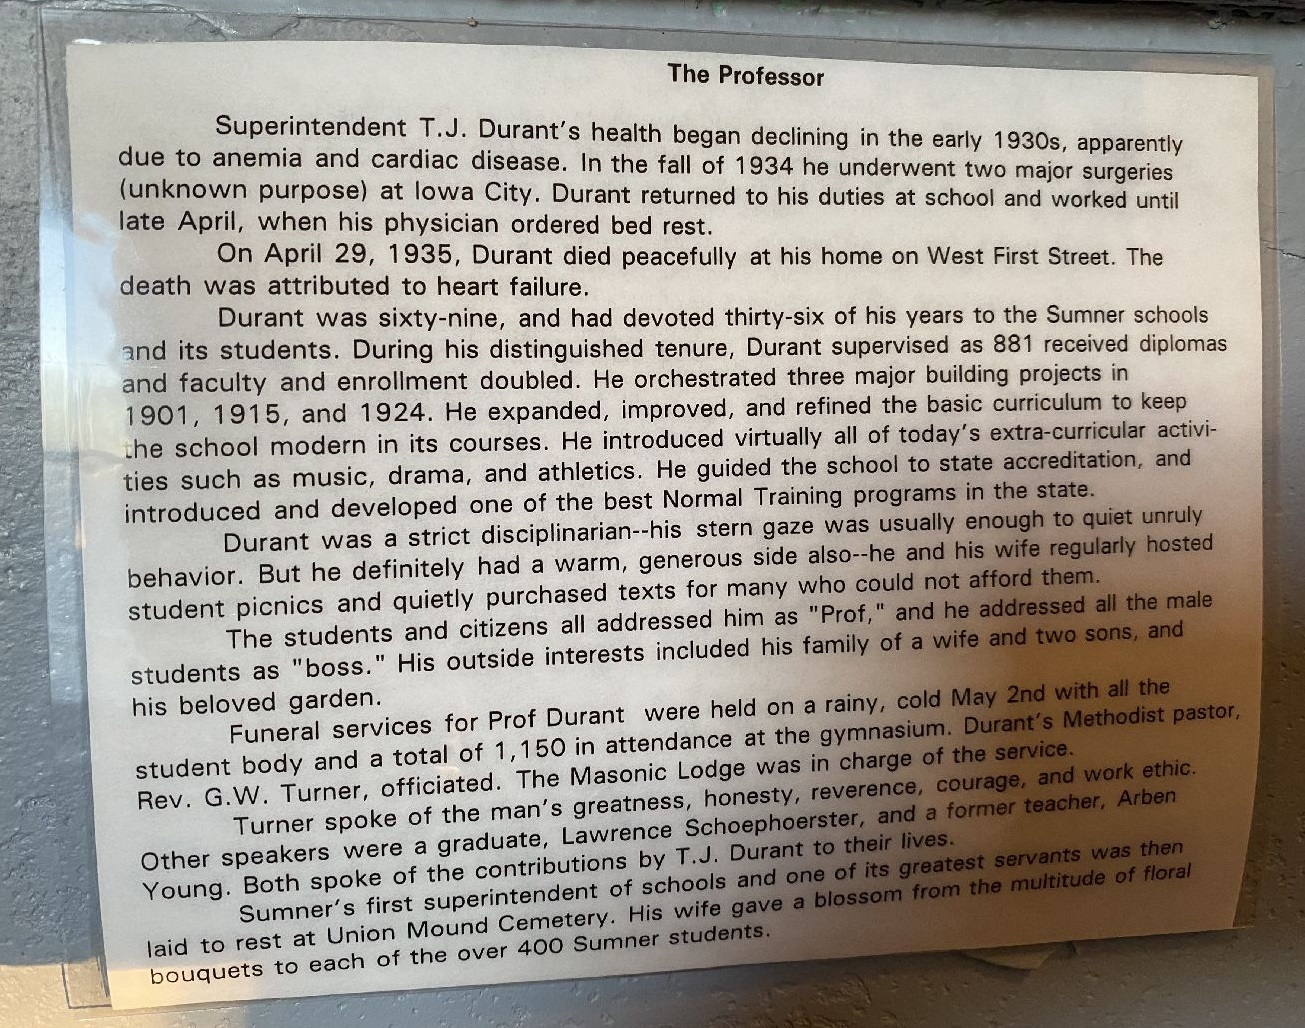 The Professor
Superintendent T.J. Durant's health began declining in the early 1930s, apparently
due to anemia and cardiac disease. In the fall of 1934 he underwent two major surgeries
(unknown purpose) at Iowa City. Durant returned to his duties at school and worked until
late April, when his physician ordered bed rest.
On April 29, 1935, Durant died peacefully at his home on West First Street. The
death was attributed to heart failure.
Durant was sixty-nine, and had devoted thirty-six of his years to the Sumner schools
and its students. During his distinguished tenure, Durant supervised as 881 received diplomas
and faculty and enrollment doubled. He orchestrated three major building projects in
1901, 1915, and 1924. He expanded, improved, and refined the basic curriculum to keep
the school modern in its courses. He introduced virtually all of today's extra-curricular activi-
ties such as music, drama, and athletics. He guided the school to state accreditation, and
introduced and developed one of the best Normal Training programs in the state.
Durant was a strict disciplinarian--his stern gaze was usually enough to quiet unruly
behavior. But he definitely had a warm, generous side also--he and his wife regularly hosted
student picnics and quietly purchased texts for many who could not afford them.
The students and citizens all addressed him as "Prof," and he addressed all the male
students as "boss." His outside interests included his family of a wife and two sons, and
his beloved garden.
Funeral services for Prof Durant were held on a rainy, cold May 2nd with all the
student body and a total of 1,150 in attendance at the gymnasium. Durant's Methodist pastor,
Rev. G.W. Turner, officiated. The Masonic Lodge was in charge of the service.
Turner spoke of the man's greatness, honesty, reverence, courage, and work ethic.
Other speakers were a graduate, Lawrence Schoephoerster, and a former teacher, Arben
Young. Both spoke of the contributions by T.J. Durant to their lives.
Sumner's first superintendent of schools and one of its greatest servants was then
laid to rest at Union Mound Cemetery. His wife gave a blossom from the multitude of floral
bouquets to each of the over 400 Sumner students.